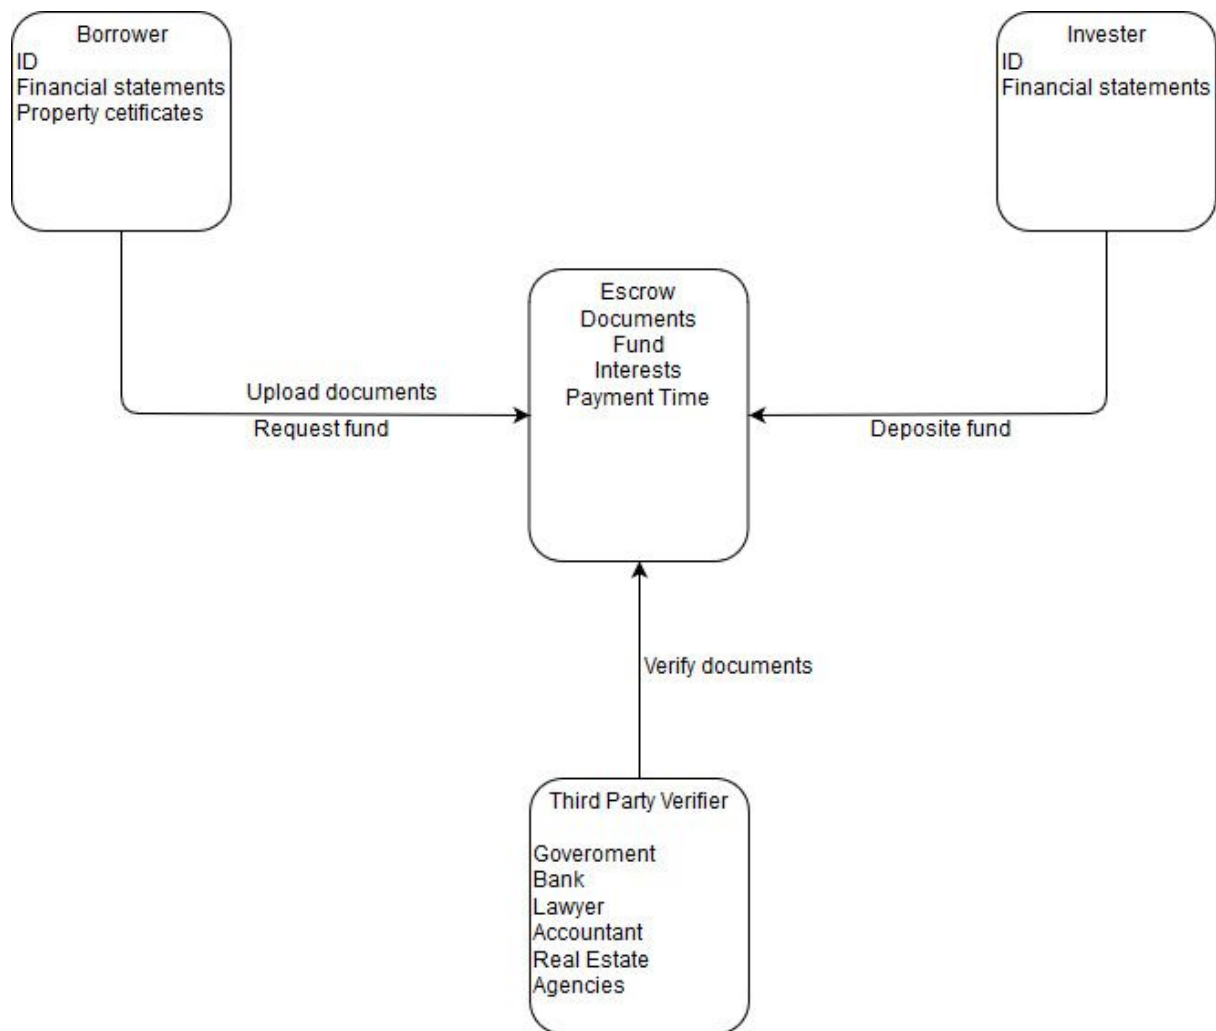 Borrower
ID
Financial statements
Property cetificates
Invester
ID
Financial statements
Escrow
Documents
Fund
Interests
Payment Time
Upload documents
Request fund
Deposite fund
Verify documents
Third Party Verifier
Goveroment
Bank
Lawyer
Accountant
Real Estate
Agencies